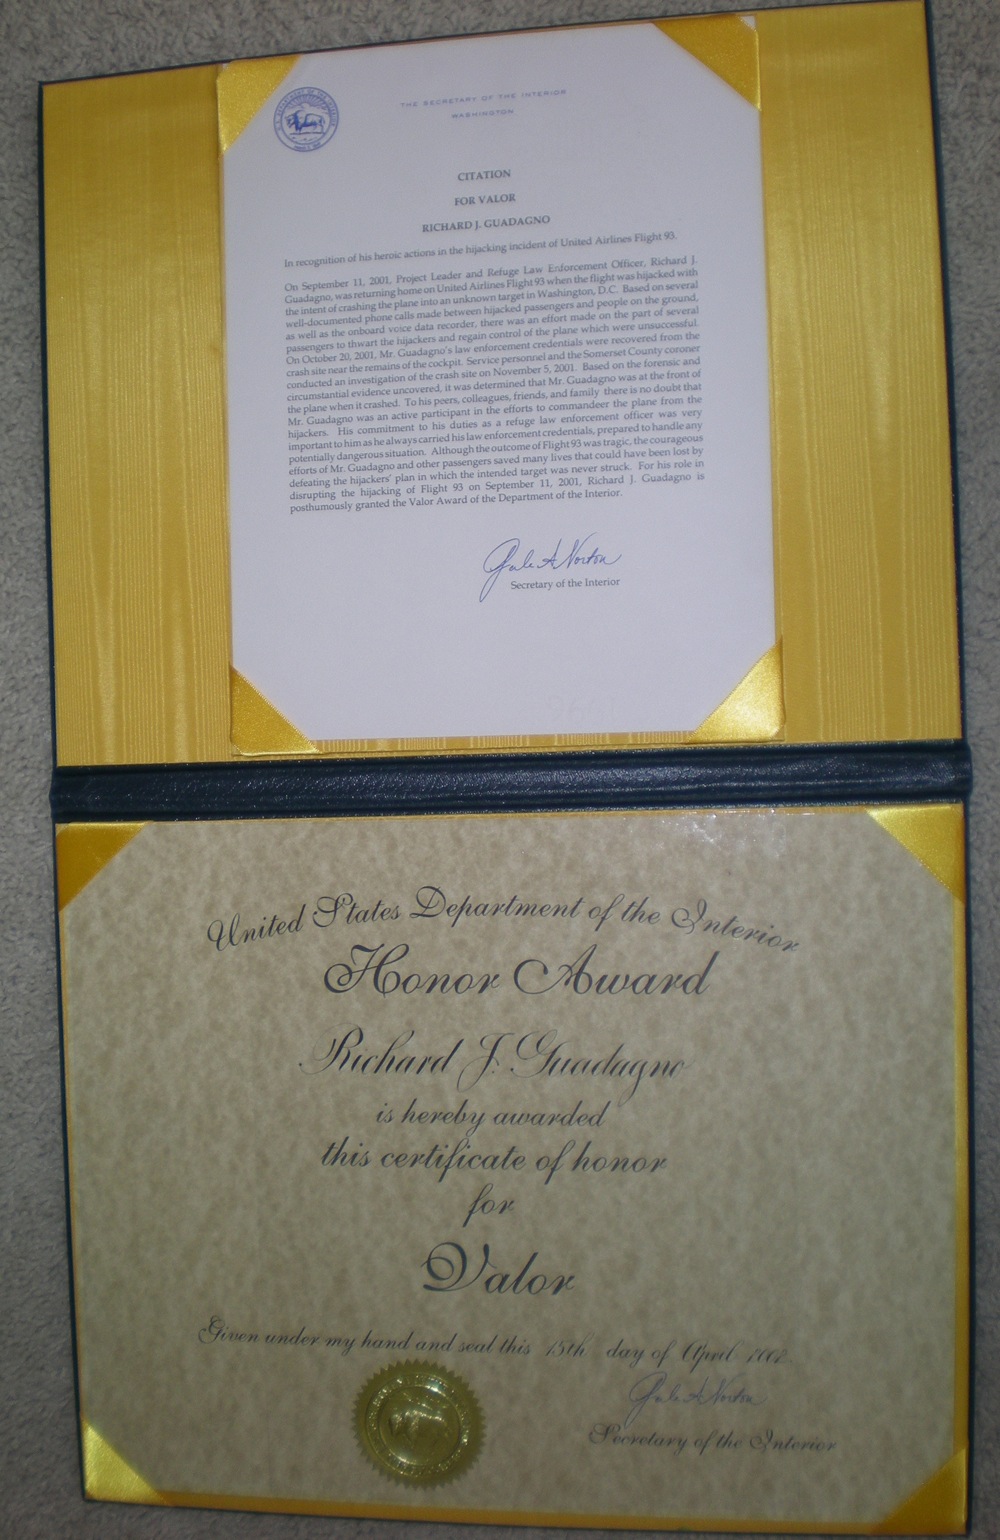 THE SECRETARY OF THE INTERIOR
WASHINGTON
CITATION
FOR VALOR
RICHARD J. GUADAGNO
In recognition of his heroic actions in the hijacking incident of United Airlines Flight 93.
On September 11, 2001, Project Leader and Refuge Law Enforcement Officer, Richard J.
Guadagno, was returning home on United Airlines Flight 93 when the flight was hijacked with
the intent of crashing the plane into an unknown target in Washington, D.C. Based on several
well-documented phone calls made between hijacked passengers and people on the ground,
as well as the onboard voice data recorder, there was an effort made on the part of several
passengers to thwart the hijackers and regain control of the plane which were unsuccessful.
On October 20, 2001, Mr. Guadagno's law enforcement credentials were recovered from the
crash site near the remains of the cockpit. Service personnel and the Somerset County coroner
conducted an investigation of the crash site on November 5, 2001. Based on the forensic and
circumstantial evidence uncovered, it was determined that Mr. Guadagno was at the front of
the plane when it crashed. To his peers, colleagues, friends, and family there is no doubt that
Mr. Guadagno was an active participant in the efforts to commandeer the plane from the
hijackers. His commitment to his duties as a refuge law enforcement officer was very
important to him as he always carried his law enforcement credentials, prepared to handle any
potentially dangerous situation. Although the outcome of Flight 93 was tragic, the courageous
efforts of Mr. Guadagno and other passengers saved many lives that could have been lost by
defeating the hijackers' plan in which the intended target was never struck. For his role in
disrupting the hijacking of Flight 93 on September 11, 2001, Richard J. Guadagno is
posthumously granted the Valor Award of the Department of the Interior.
Gale A Norton
Secretary of the Interior
United States Department of the Interior
Honor Award
Richard J. Guadagno
is hereby awarded
this certificate of honor
for
Valor
Given under my hand and seal this 15th day of April 2002
Gale A Norton
Secretary of the Interior